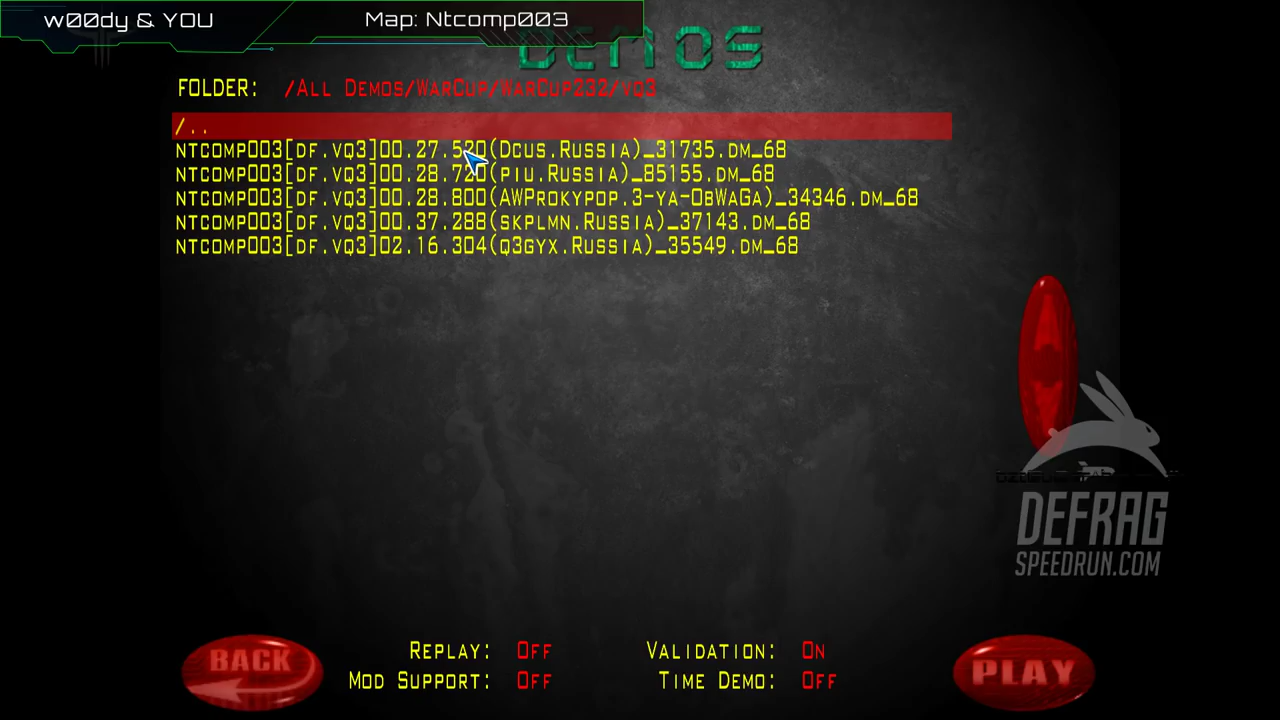 w00dy & YOU
Map: Ntcomp003
DEMOS
FOLDER: /ALL DEMOS/WARCUP/WARCUP232/VQ3
/..
NTCOMP003[DF.VQ3]00.27.520(DCUS.RUSSIA)_31735.DM_68
NTCOMP003[DF.VQ3]00.28.720(PIU.RUSSIA)_85155.DM_68
NTCOMP003[DF.VQ3]00.28.800(AWPROKYPOP.3-YA-OBWAGA)_34346.DM_68
NTCOMP003[DF.VQ3]00.37.288(SKPLMN.RUSSIA)_37143.DM_68
NTCOMP003[DF.VQ3]02.16.304(Q3GYX.RUSSIA)_35549.DM_68
DEFRAG
SPEEDRUN.COM
REPLAY: OFF
VALIDATION: ON
MOD SUPPORT: OFF
TIME DEMO: OFF
BACK
PLAY